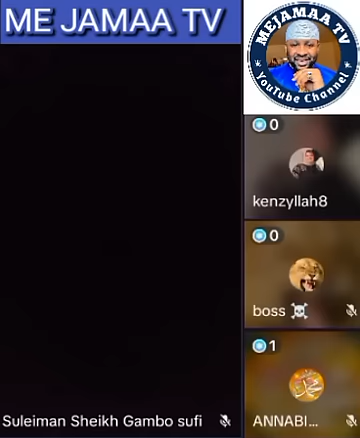 ME JAMAA TV
MEJAMAA TV
YouTube Channel
0
kenzyllah8
0
boss ☠️
1
Suleiman Sheikh Gambo sufi
ANNABI...